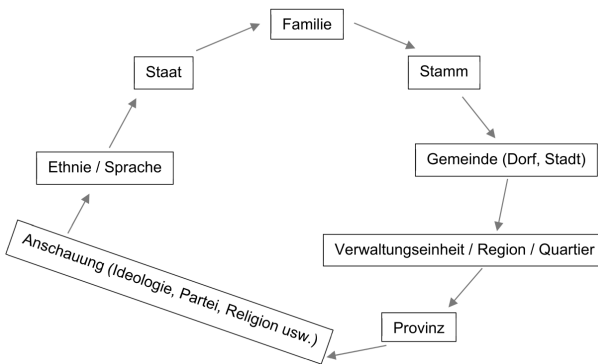 Familie
Stamm
Gemeinde (Dorf, Stadt)
Verwaltungseinheit / Region / Quartier
Provinz
Anschauung (Ideologie, Partei, Religion usw.)
Ethnie / Sprache
Staat